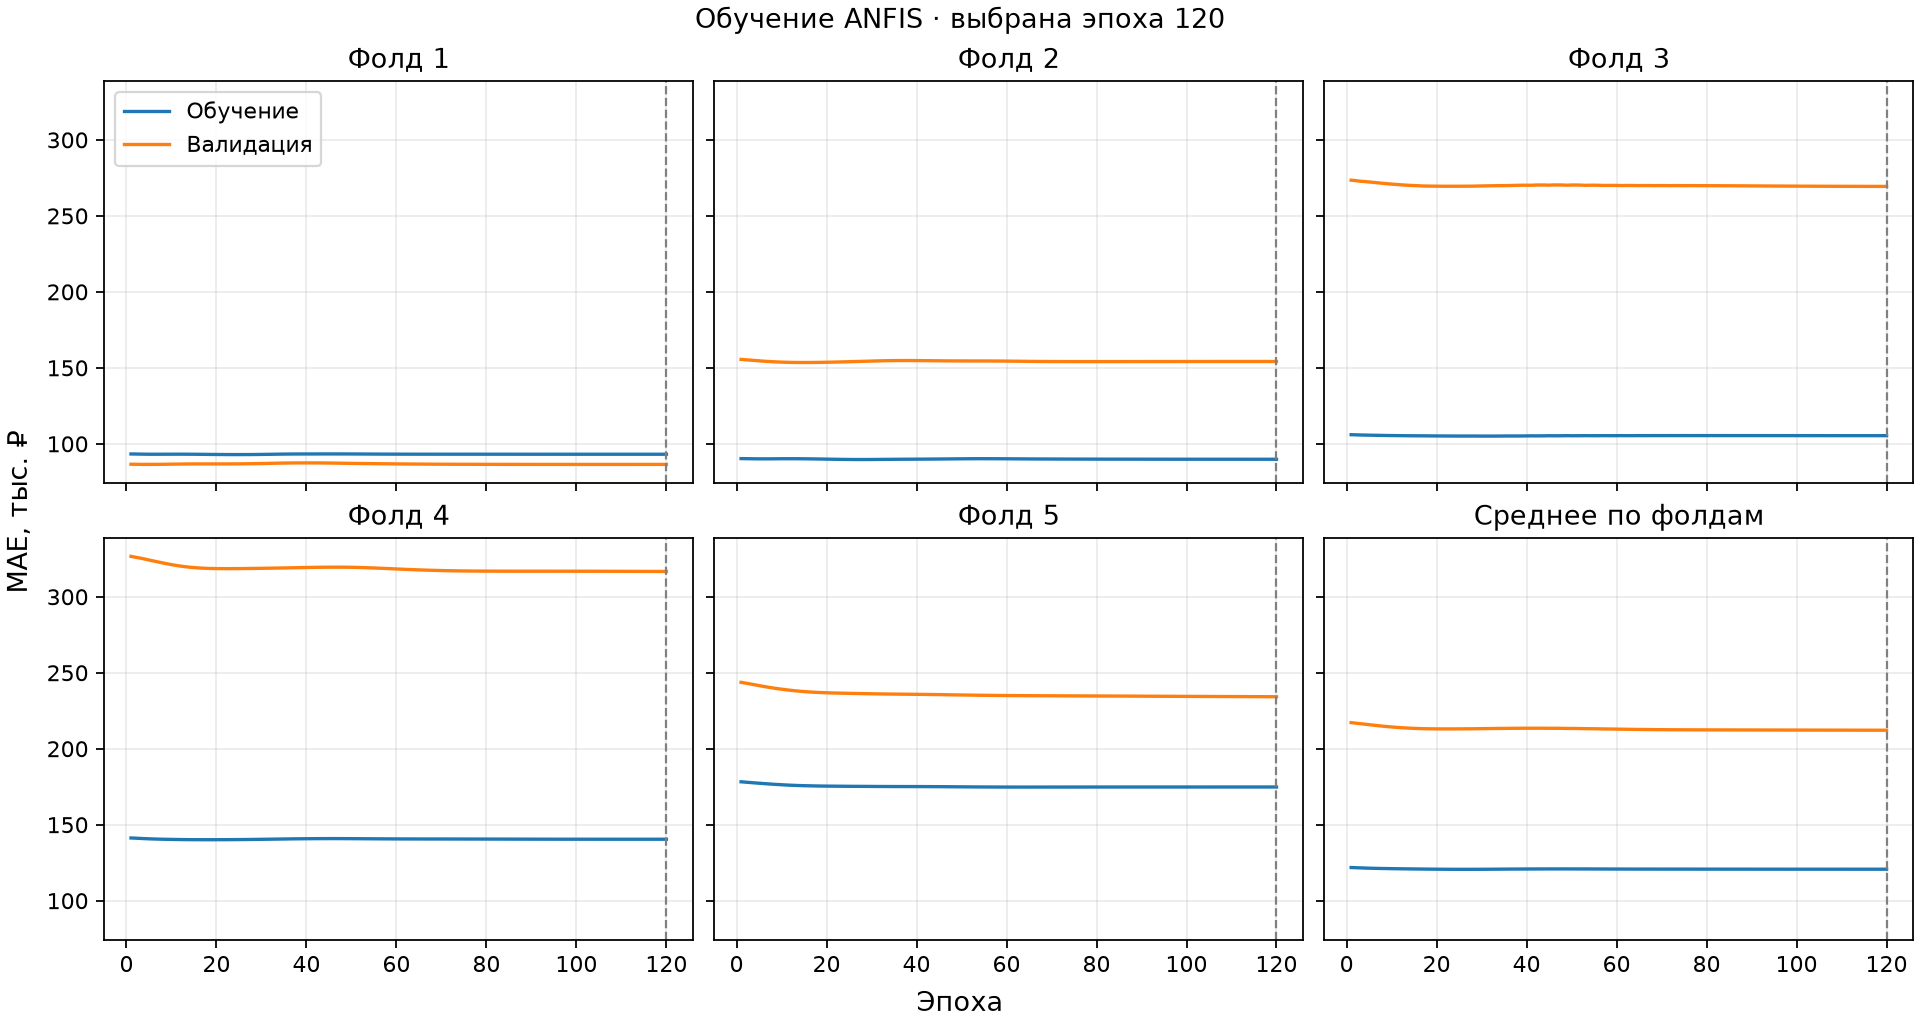 Обучение ANFIS · выбрана эпоха 120
Фолд 1
Фолд 2
Фолд 3
Обучение
Валидация
300
250
200
150
100
MAE, тыс. ₽
Фолд 4
Фолд 5
Среднее по фолдам
300
250
200
150
100
0 20 40 60 80 100 120
0 20 40 60 80 100 120
0 20 40 60 80 100 120
Эпоха